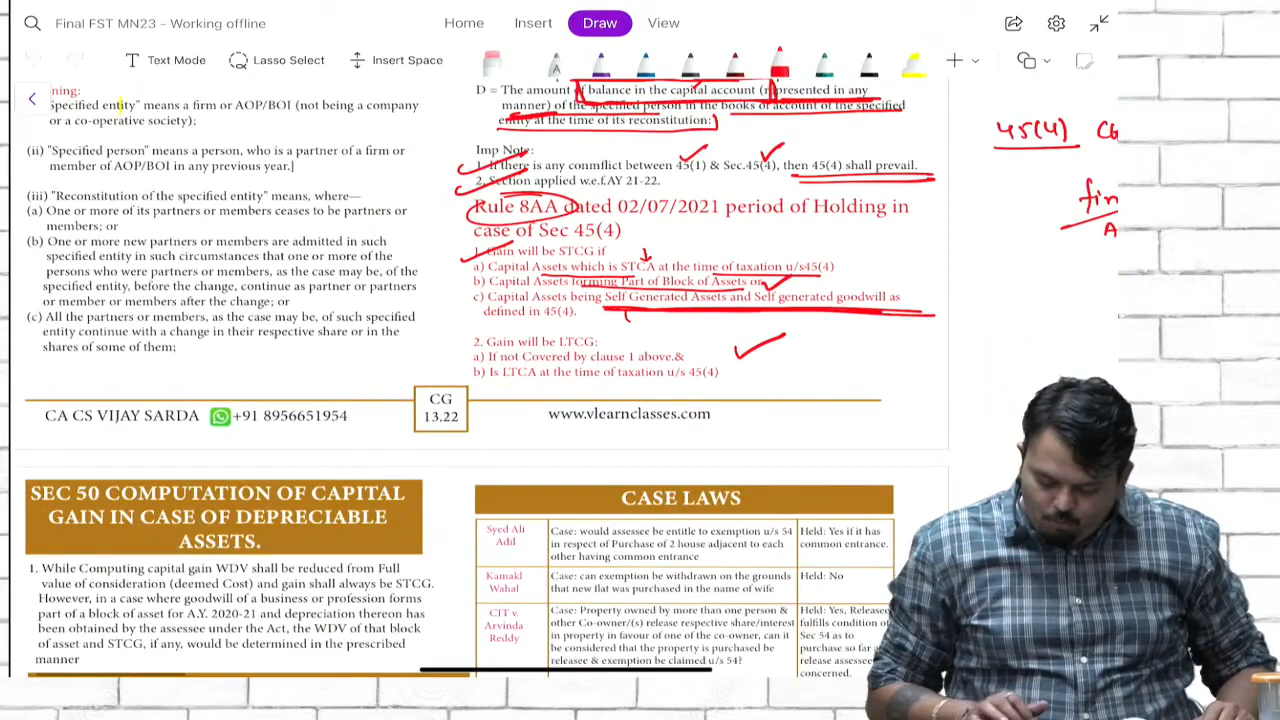 Final FST MN23 - Working offline
Home
Insert
Draw
View
Text Mode
Lasso Select
Insert Space
ning:
specified entity" means a firm or AOP/BOI (not being a company
or a co-operative society);
(ii) "Specified person" means a person, who is a partner of a firm or
member of AOP/BOI in any previous year.]
(iii) "Reconstitution of the specified entity" means, where—
(a) One or more of its partners or members ceases to be partners or
members; or
(b) One or more new partners or members are admitted in such
specified entity in such circumstances that one or more of the
persons who were partners or members, as the case may be, of the
specific entity, before the change, continue as partner or partners
or member or members after the change; or
(c) All the partners or members, as the case may be, of such specified
entity continue with a change in their respective share or in the
shares of some of them;
D = The amount of balance in the capital account (represented in any
manner) of the specified person in the books of account of the specified
entity at the time of its reconstitution:
Imp Note:
1. If there is any conmflict between 45(1) & Sec.45(4), then 45(4) shall prevail.
2. Section applied w.e.f.AY 21-22.
Rule 8AA dated 02/07/2021 period of Holding in
case of Sec 45(4)
1. Gain will be STCG if
a) Capital Assets which is STCA at the time of taxation u/s45(4)
b) Capital Assets forming Part of Block of Assets or
c) Capital Assets being Self Generated Assets and Self generated goodwill as
defined in 45(4).
2. Gain will be LTCG:
a) If not Covered by clause 1 above.&
b) Is LTCA at the time of taxation u/s 45(4)
45(4)
CA CS VIJAY SARDA +91 8956651954
CG
13.22
www.vlearnclasses.com
SEC 50 COMPUTATION OF CAPITAL
GAIN IN CASE OF DEPRECIABLE
ASSETS.
1. While Computing capital gain WDV shall be reduced from Full
value of consideration (deemed Cost) and gain shall always be STCG.
However, in a case where goodwill of a business or profession forms
part of a block of asset for A.Y. 2020-21 and depreciation thereon has
been obtained by the assessee under the Act, the WDV of that block
of asset and STCG, if any, would be determined in the prescribed
manner
CASE LAWS
Syed Ali
Adil
Case: would assessee be entitle to exemption u/s 54
in respect of Purchase of 2 house adjacent to each
other having common entrance
Held: Yes if it has
common entrance.
Kamakl
Wahal
Case: can exemption be withdrawn on the grounds
that new flat was purchased in the name of wife
Held: No
CIT v.
Arvinda
Reddy
Case: Property owned by more than one person &
other Co-owner/(s) release respective share/interest
in property in favour of one of the co-owner, can it
be considered that the property is purchased be
releasee & exemption be claimed u/s 54?
Held: Yes, Release
fulfills condition of
Sec 54 as to
purchase so far a
release assessee
concerned.